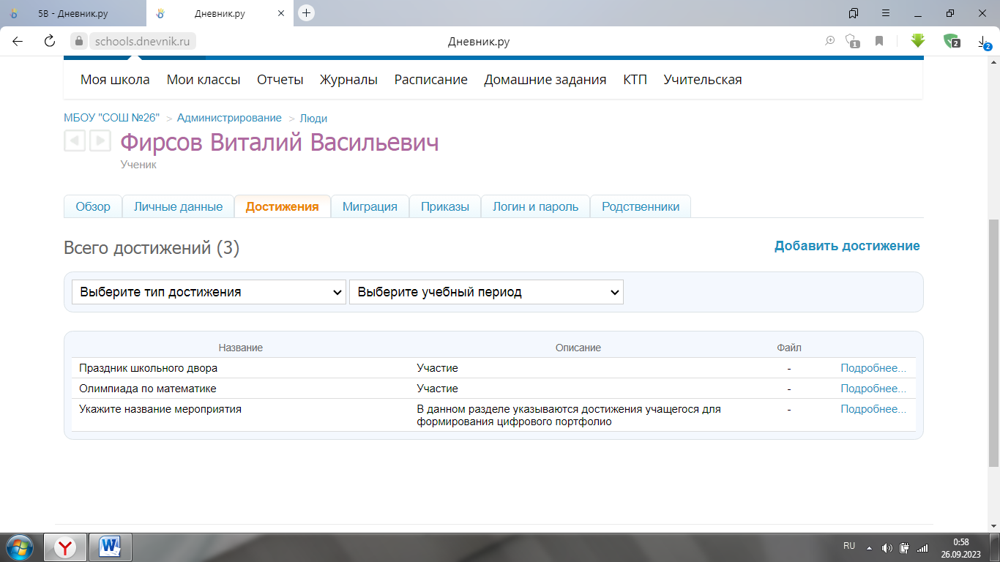 5В - Дневник.ру
Дневник.ру
schools.dnevnik.ru
Дневник.ру
1
2
2
Моя школа Мои классы Отчеты Журналы Расписание Домашние задания КТП Учительская
МБОУ "СОШ №26" > Администрирование > Люди
Фирсов Виталий Васильевич
Ученик
Обзор Личные данные Достижения Миграция Приказы Логин и пароль Родственники
Всего достижений (3)
Добавить достижение
Выберите тип достижения
Выберите учебный период
Название Описание Файл
Праздник школьного двора Участие - Подробнее...
Олимпиада по математике Участие - Подробнее...
Укажите название мероприятия В данном разделе указываются достижения учащегося для - Подробнее...
формирования цифрового портфолио
RU
0:58
26.09.2023